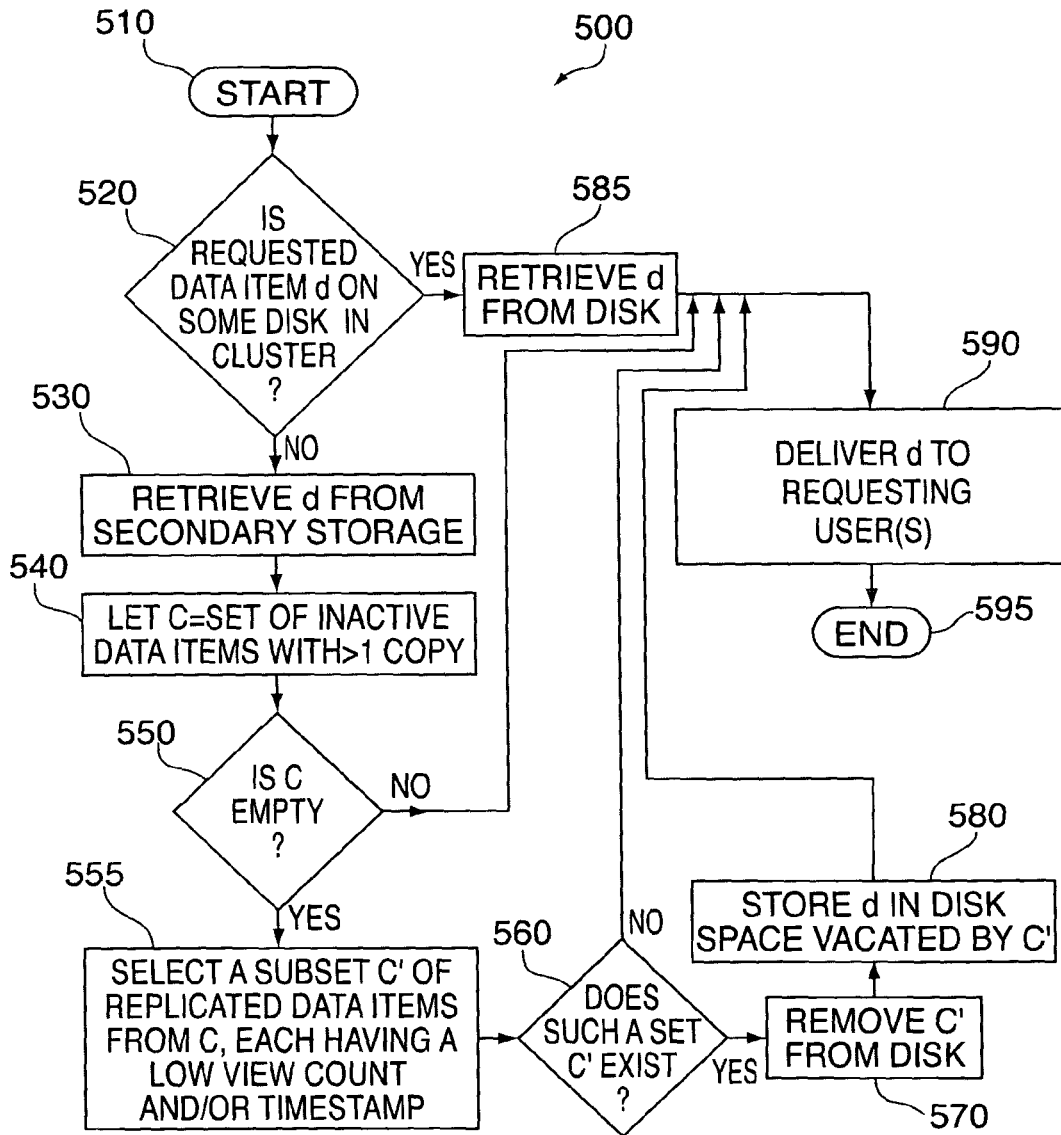 510
500
START
520
IS
REQUESTED
DATA ITEM d ON
SOME DISK IN
CLUSTER
?
YES
585
RETRIEVE d
FROM DISK
590
DELIVER d TO
REQUESTING
USER(S)
END
595
NO
530
RETRIEVE d FROM
SECONDARY STORAGE
540
LET C=SET OF INACTIVE
DATA ITEMS WITH>1 COPY
550
IS C
EMPTY
?
NO
YES
555
SELECT A SUBSET C' OF
REPLICATED DATA ITEMS
FROM C, EACH HAVING A
LOW VIEW COUNT
AND/OR TIMESTAMP
560
DOES
SUCH A SET
C' EXIST
?
NO
YES
REMOVE C'
FROM DISK
570
580
STORE d IN DISK
SPACE VACATED BY C'